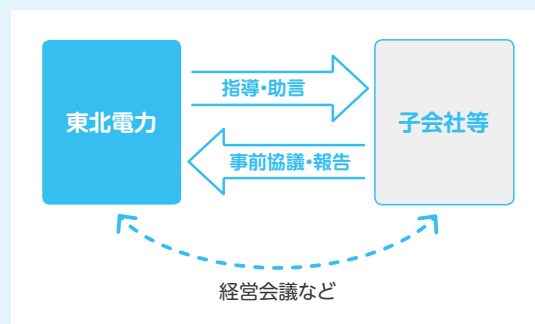 東北電力
指導・助言
子会社等
事前協議・報告
経営会議など